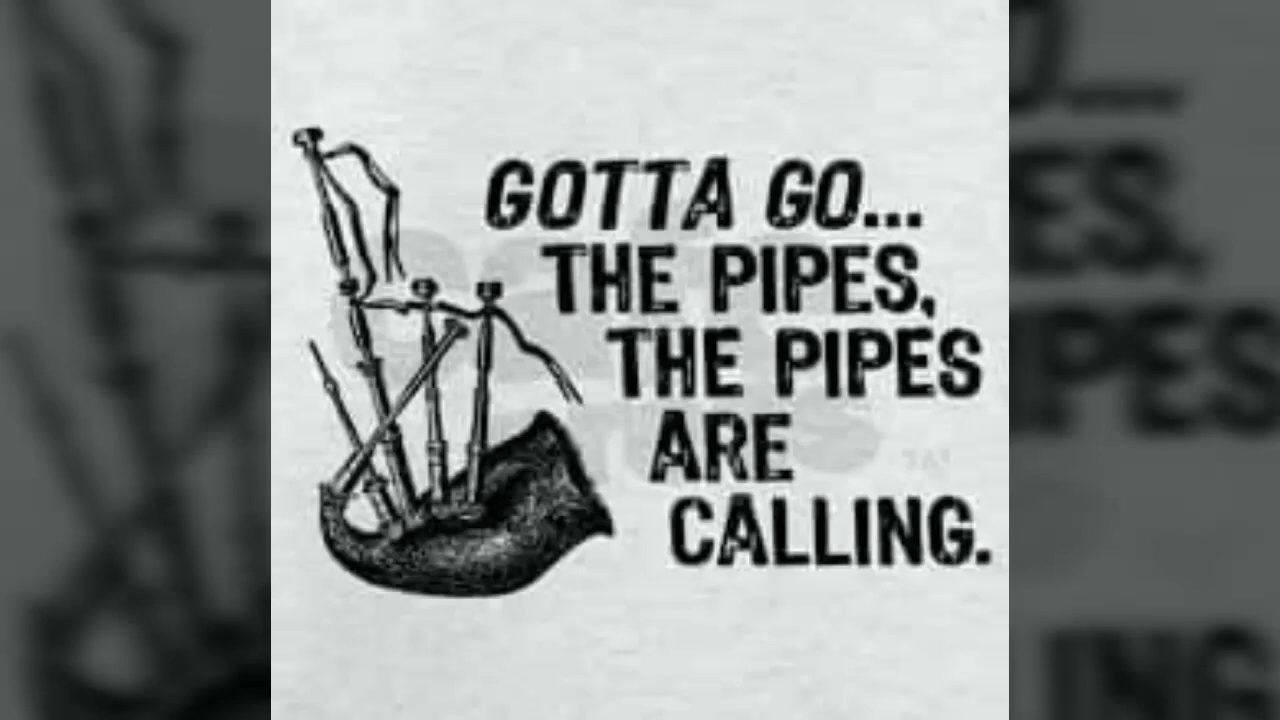 GOTTA GO...
THE PIPES,
THE PIPES
ARE
CALLING.